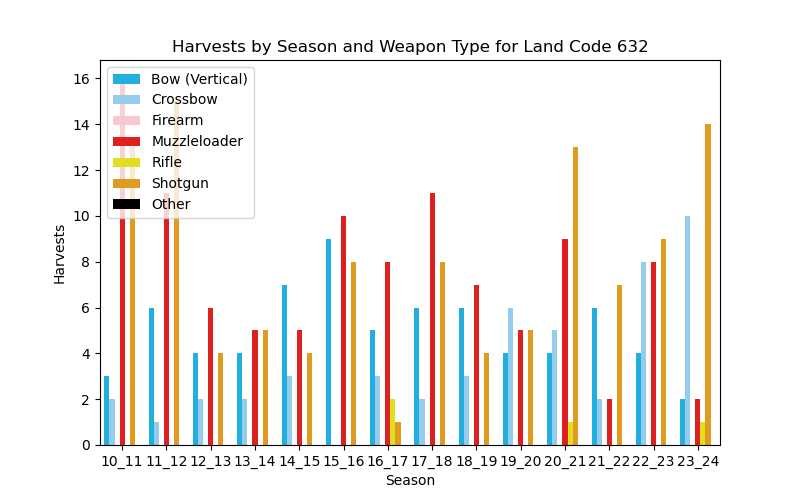 Harvests by Season and Weapon Type for Land Code 632
Harvests
16
14
12
10
8
6
4
2
0
Bow (Vertical)
Crossbow
Firearm
Muzzleloader
Rifle
Shotgun
Other
10_11 11_12 12_13 13_14 14_15 15_16 16_17 17_18 18_19 19_20 20_21 21_22 22_23 23_24
Season